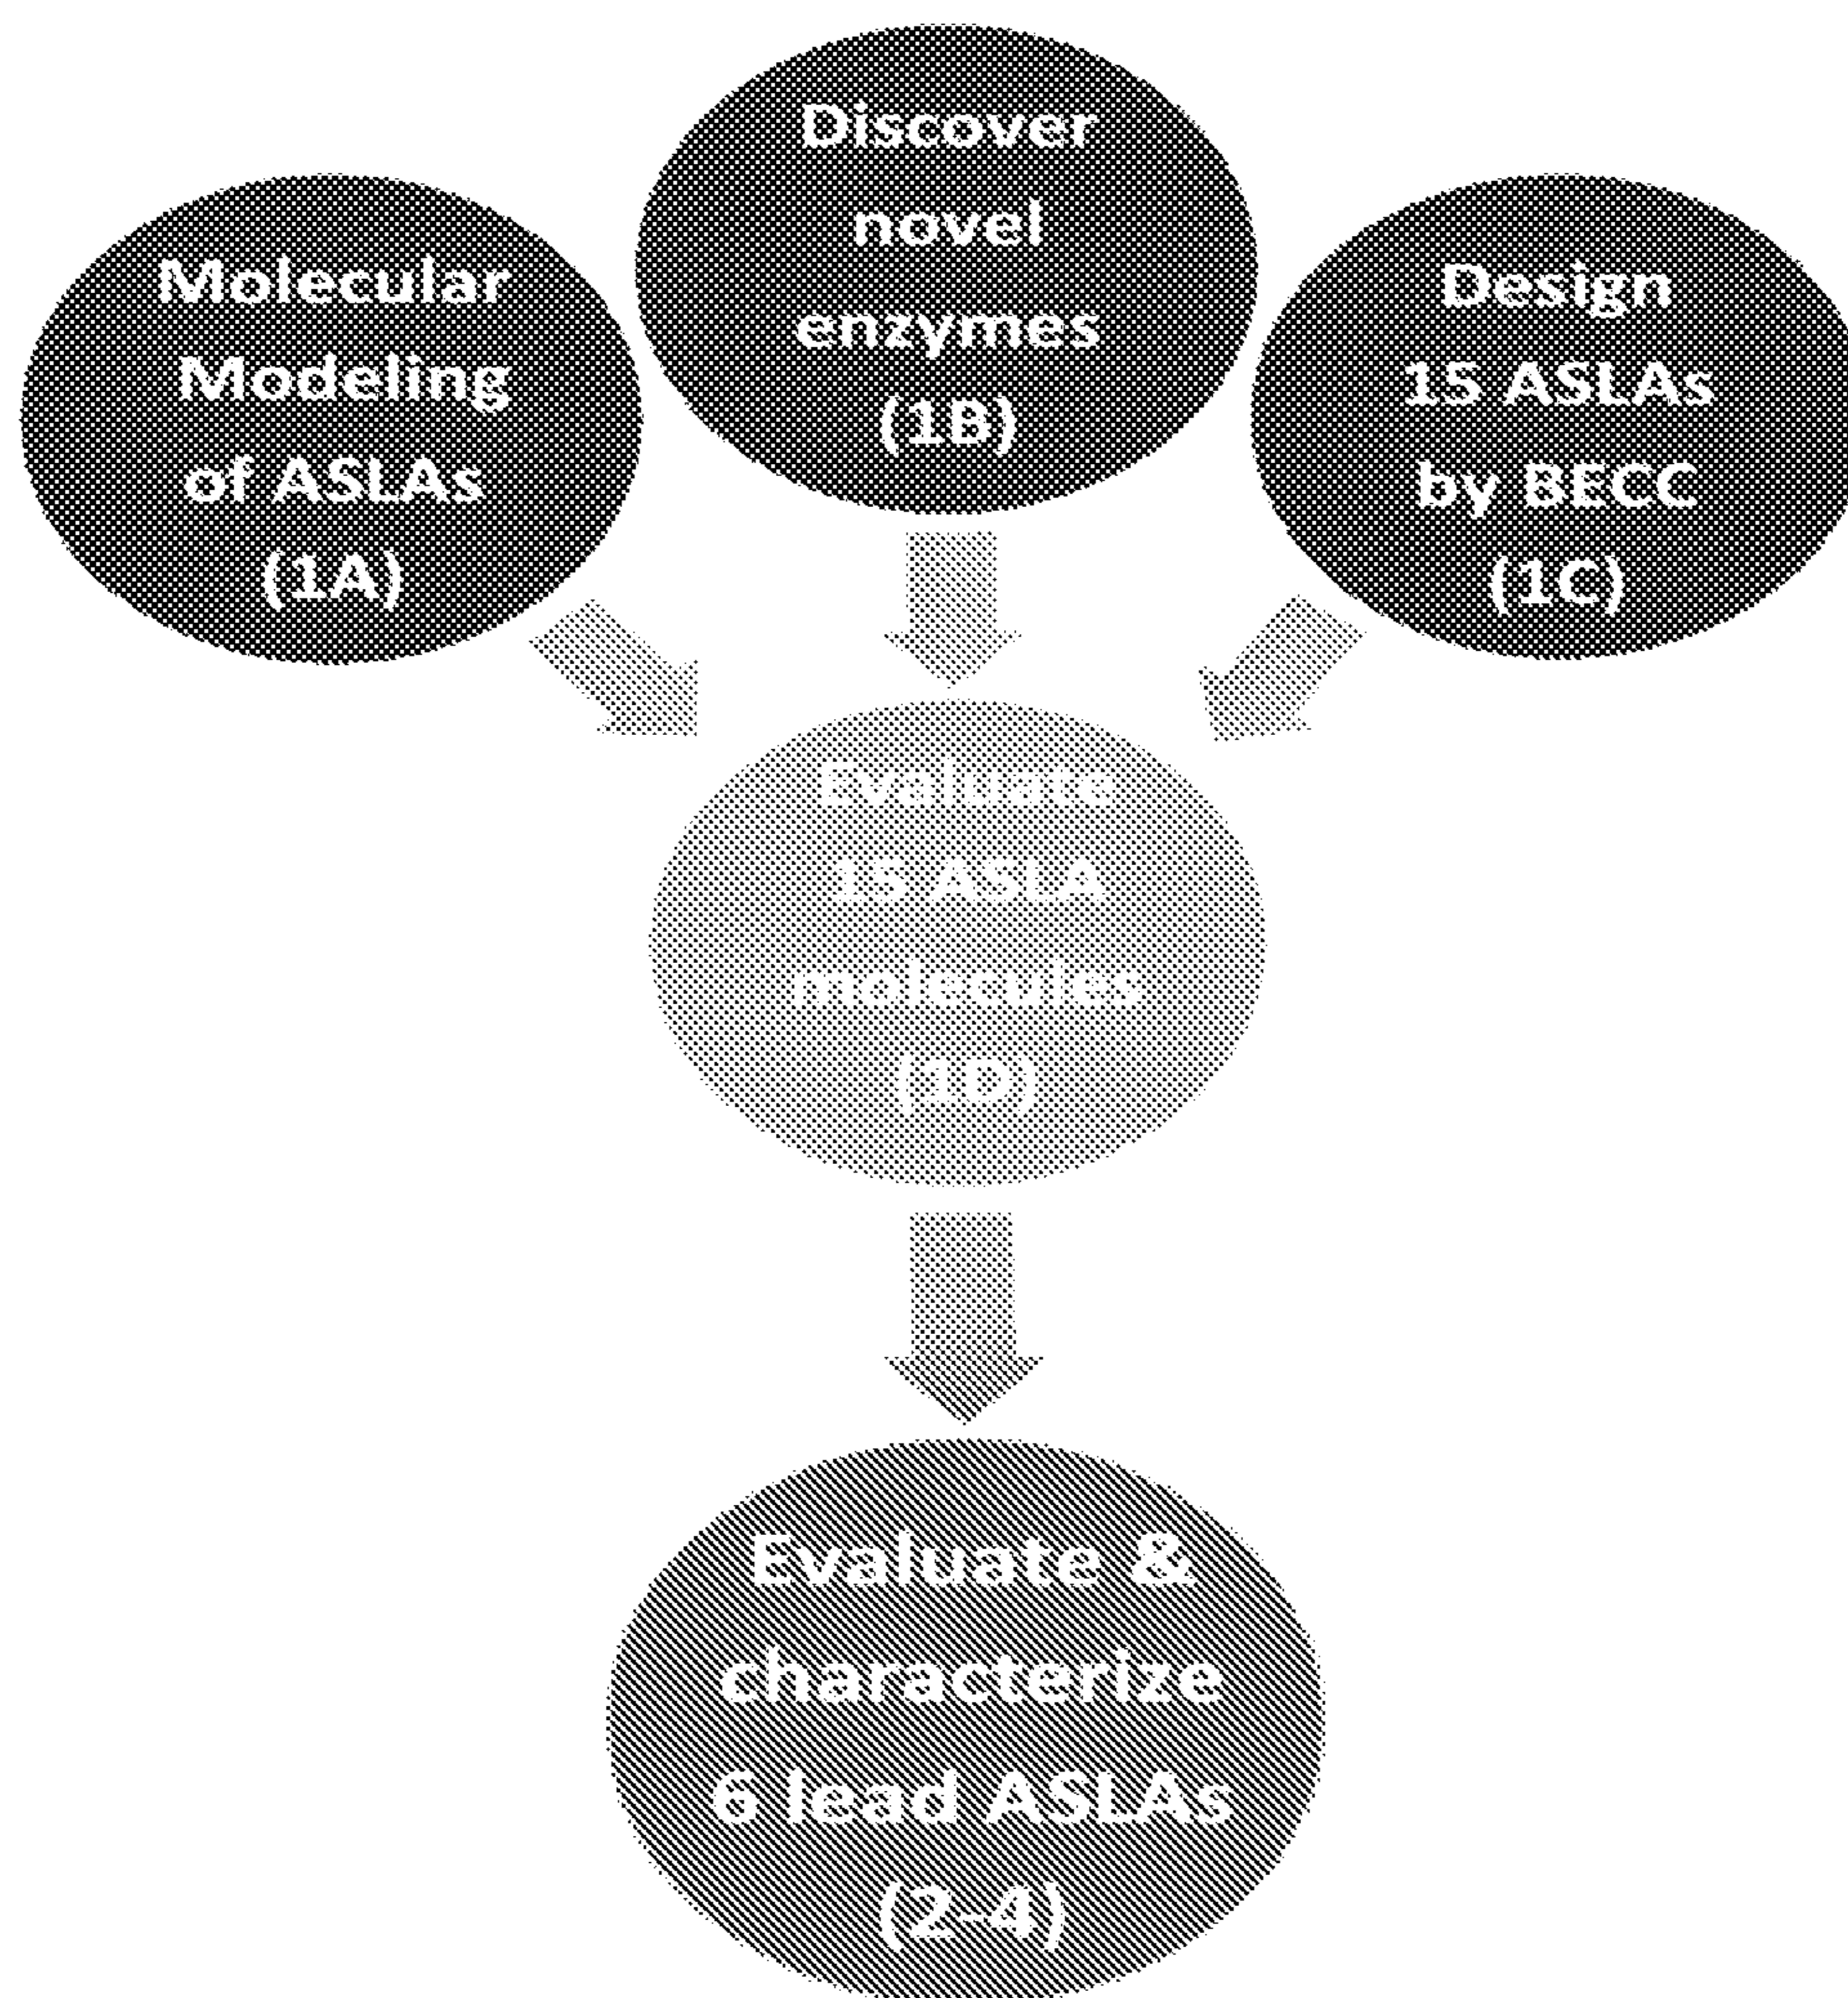 Molecular
Modeling
of ASLAs
(1A)
Discover
novel
enzymes
(1B)
Design
15 ASLAs
by BECC
(1C)
Evaluate
15 ASLA
molecules
(1D)
Evaluate &
characterize
6 lead ASLAs
(2-4)